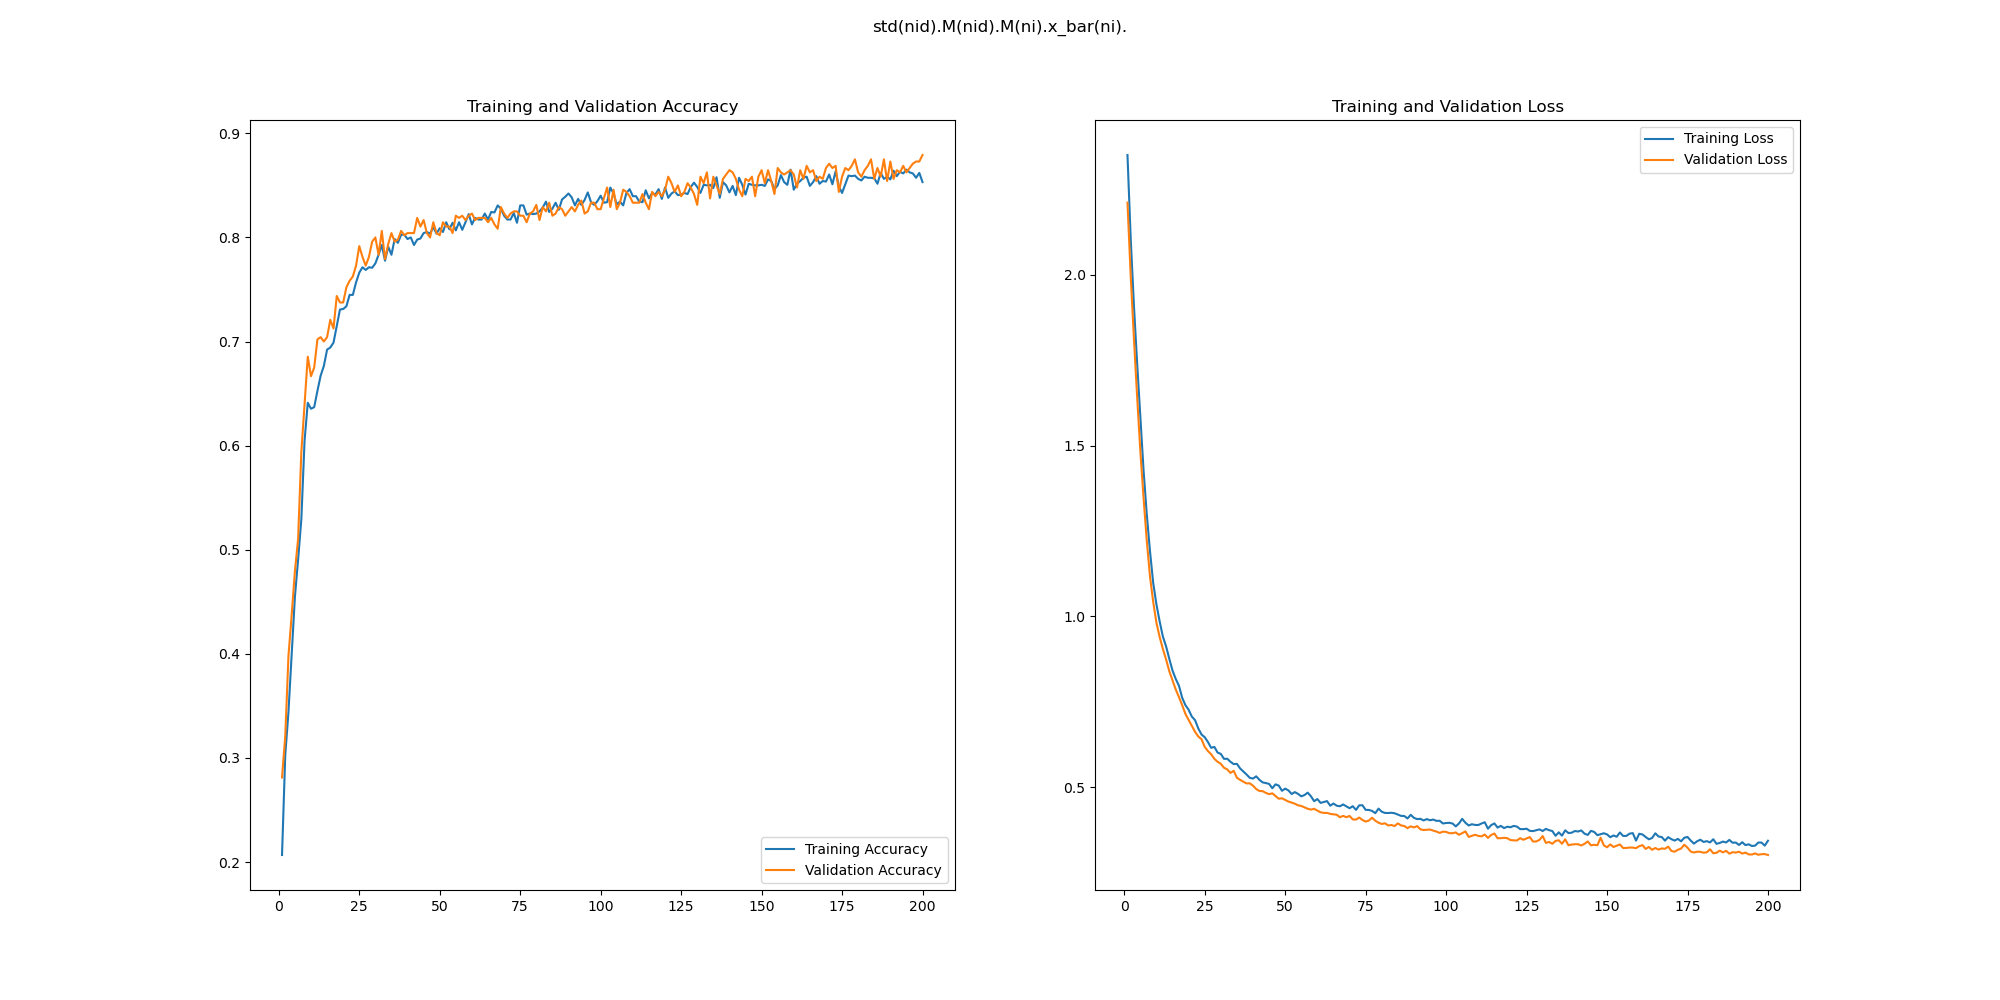 std(nid).M(nid).M(ni).x_bar(ni).
Training and Validation Accuracy
0.9
0.8
0.7
0.6
0.5
0.4
0.3
0.2
Training Accuracy
Validation Accuracy
0 25 50 75 100 125 150 175 200
Training and Validation Loss
Training Loss
Validation Loss
2.0
1.5
1.0
0.5
0 25 50 75 100 125 150 175 200